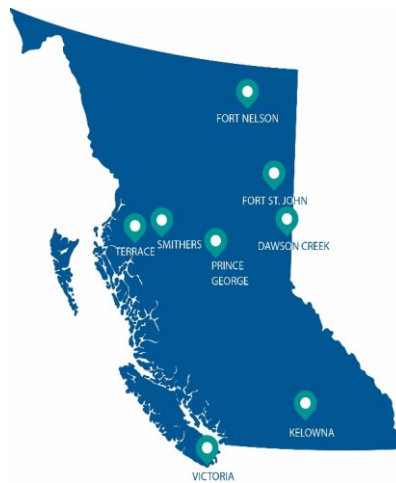 FORT NELSON
FORT ST. JOHN
SMITHERS
DAWSON CREEK
TERRACE
PRINCE
GEORGE
KELOWNA
VICTORIA